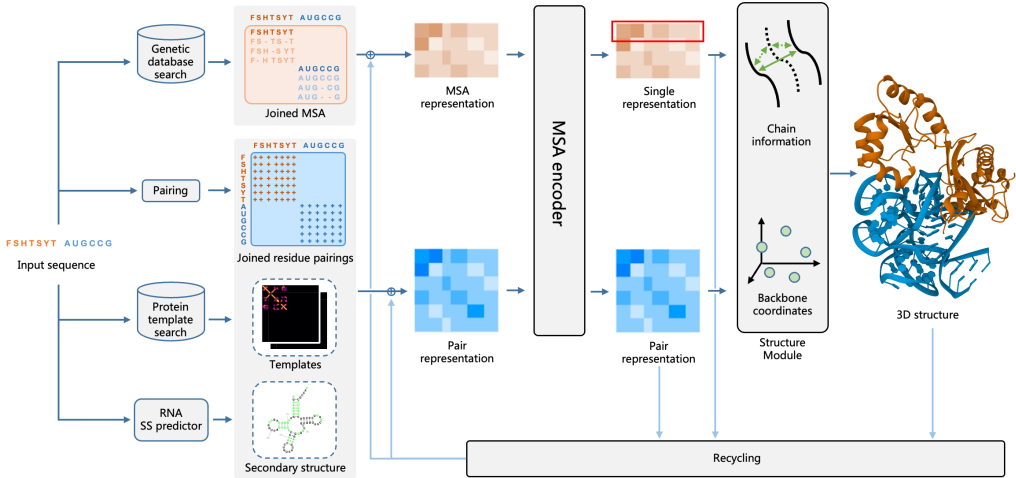 FSHTSYT AUGCCG
Input sequence
Genetic
database
search
Pairing
Protein
template
search
RNA
SS predictor
FSHTSYT AUGCCG
FSHTSYT
FS-TS-T
FSH-SYT
F-HTSYT
AUGCCG
AUGCCG
AUG-CG
AUG--G
Joined MSA
FSHTSYT AUGCCG
F
S
H
T
S
Y
T
A
U
G
C
C
G
Joined residue pairings
Templates
Secondary structure
MSA
representation
Pair
representation
MSA encoder
Single
representation
Pair
representation
Chain
information
Backbone
coordinates
Structure
Module
3D structure
Recycling